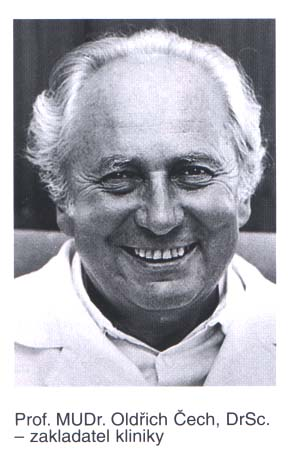 Prof. MUDr. Oldřich Čech, DrSc.
– zakladatel kliniky